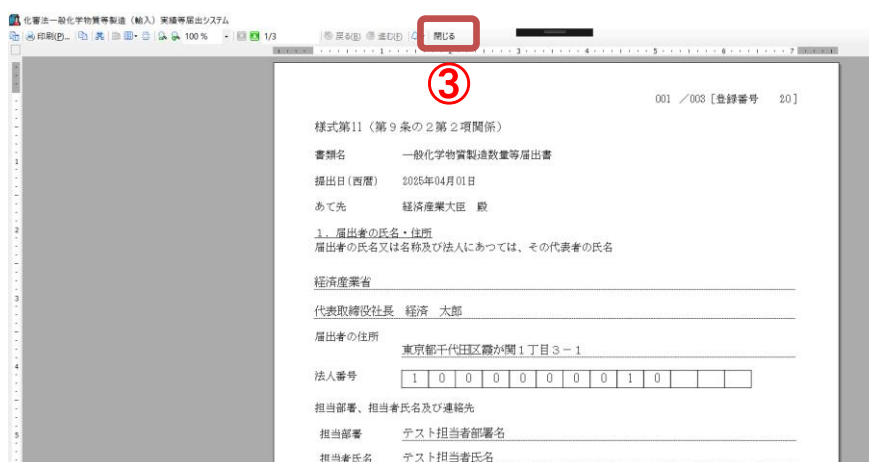 化審法一般化学物質等製造（輸入）実績等届出システム
印刷(P)... 100 % 1/3 戻る(B) 進む(F) 閉じる
1 2 3 4 5 6 7
③
001 ／003 [登録番号 20]
様式第11（第９条の２第２項関係）
1
書類名 一般化学物質製造数量等届出書
提出日(西暦) 2025年04月01日
あて先 経済産業大臣 殿
2
1．届出者の氏名・住所
届出者の氏名又は名称及び法人にあつては、その代表者の氏名
経済産業省
3
代表取締役社長 経済 太郎
届出者の住所
東京都千代田区霞が関１丁目３－１
4
法人番号 1 0 0 0 0 0 0 0 1 0
担当部署、担当者氏名及び連絡先
5
担当部署 テスト担当者部署名
担当者氏名 テスト担当者氏名